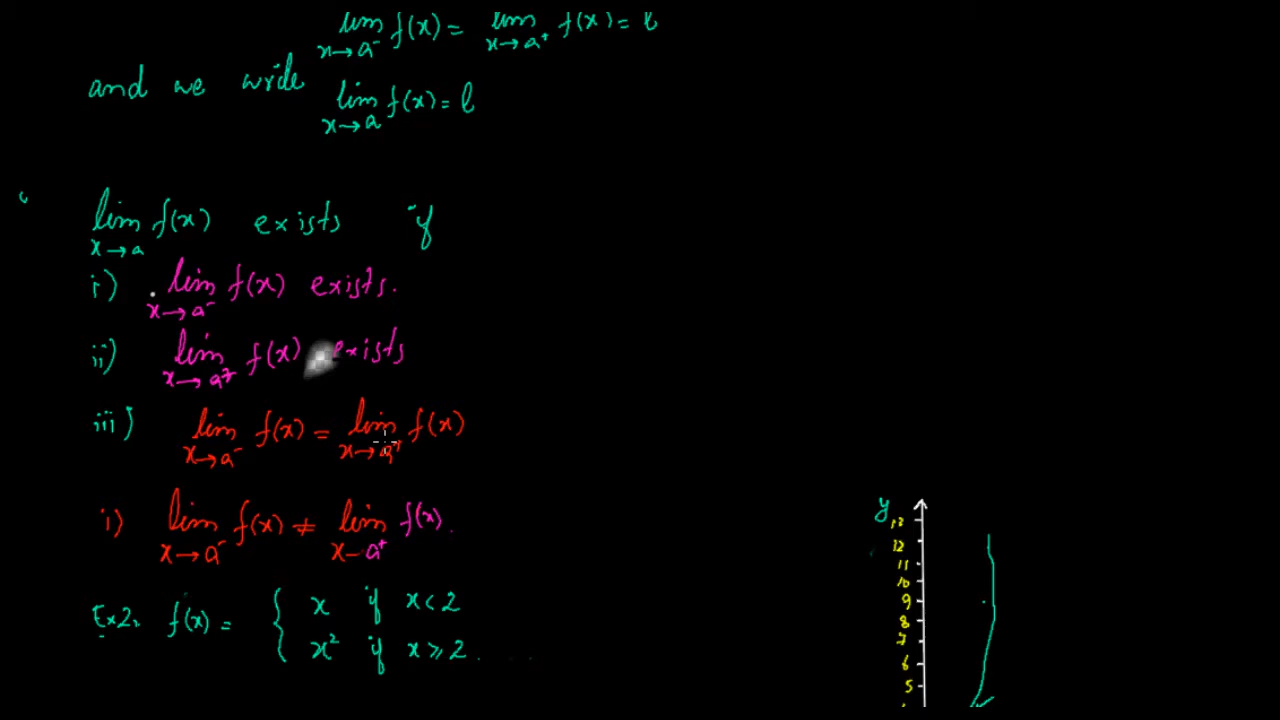 lim f(x) = lim f(x) = l
x→a⁻ x→a⁺
and we write lim f(x) = l
x→a
lim f(x) exists if
x→a
i) lim f(x) exists.
x→a⁻
ii) lim f(x) exists
x→a⁺
iii) lim f(x) = lim f(x)
x→a⁻ x→a⁺
i) lim f(x) ≠ lim f(x).
x→a⁻ x→a⁺
Ex2. f(x) = { x if x < 2
x² if x ≥ 2.
y
13
12
11
10
9
8
7
6
5